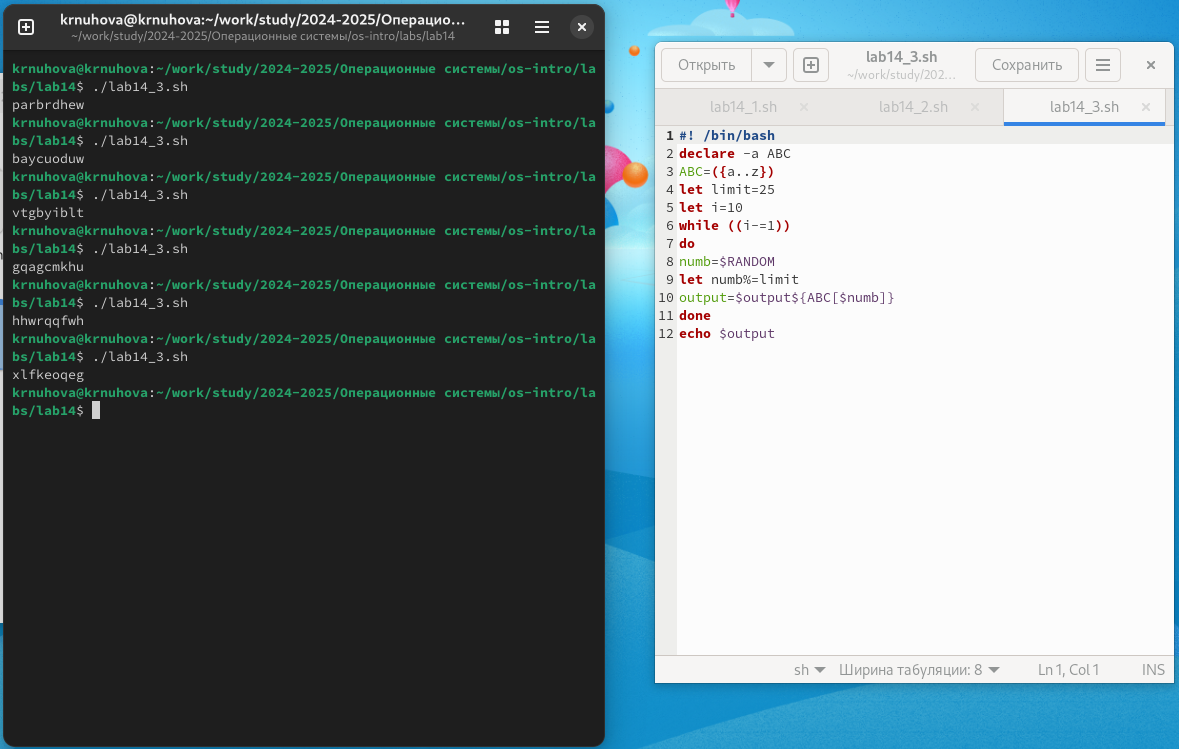 krnuhova@krnuhova:~/work/study/2024-2025/Операцио...
~/work/study/2024-2025/Операционные системы/os-intro/labs/lab14
krnuhova@krnuhova:~/work/study/2024-2025/Операционные системы/os-intro/la
bs/lab14$ ./lab14_3.sh
parbrdhew
krnuhova@krnuhova:~/work/study/2024-2025/Операционные системы/os-intro/la
bs/lab14$ ./lab14_3.sh
baycuoduw
krnuhova@krnuhova:~/work/study/2024-2025/Операционные системы/os-intro/la
bs/lab14$ ./lab14_3.sh
vtgbyiblt
krnuhova@krnuhova:~/work/study/2024-2025/Операционные системы/os-intro/la
bs/lab14$ ./lab14_3.sh
gqagcmkhu
krnuhova@krnuhova:~/work/study/2024-2025/Операционные системы/os-intro/la
bs/lab14$ ./lab14_3.sh
hhwrqqfwh
krnuhova@krnuhova:~/work/study/2024-2025/Операционные системы/os-intro/la
bs/lab14$ ./lab14_3.sh
xlfkeoqeg
krnuhova@krnuhova:~/work/study/2024-2025/Операционные системы/os-intro/la
bs/lab14$
Открыть
lab14_3.sh
~/work/study/202...
Сохранить
lab14_1.sh
lab14_2.sh
lab14_3.sh
1 #! /bin/bash
2 declare -a ABC
3 ABC=({a..z})
4 let limit=25
5 let i=10
6 while ((i-=1))
7 do
8 numb=$RANDOM
9 let numb%=limit
10 output=$output${ABC[$numb]}
11 done
12 echo $output
sh Ширина табуляции: 8 Ln 1, Col 1 INS